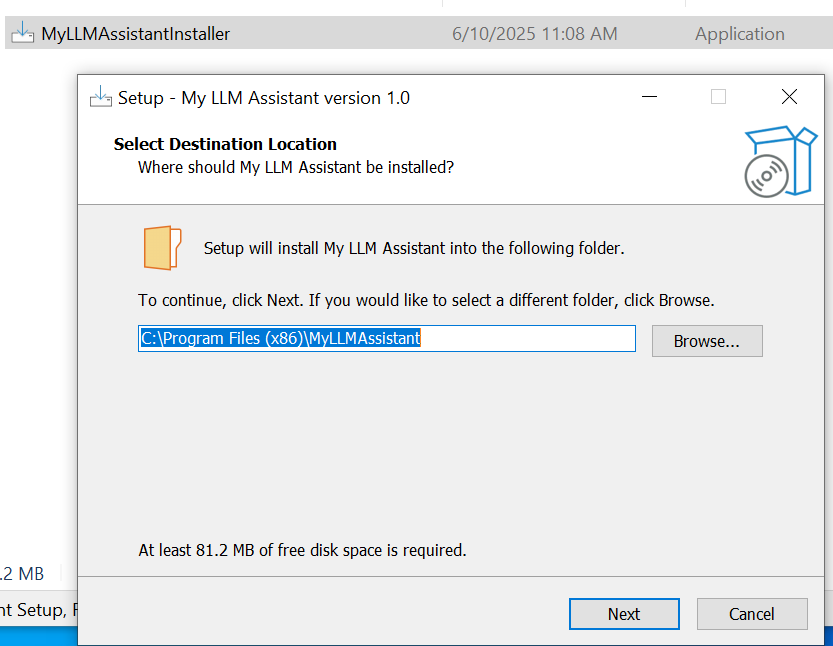 MyLLMAssistantInstaller 6/10/2025 11:08 AM Application
Setup - My LLM Assistant version 1.0
Select Destination Location
Where should My LLM Assistant be installed?
Setup will install My LLM Assistant into the following folder.
To continue, click Next. If you would like to select a different folder, click Browse.
C:\Program Files (x86)\MyLLMAssistant Browse...
At least 81.2 MB of free disk space is required.
.2 MB
nt Setup, F
Next Cancel